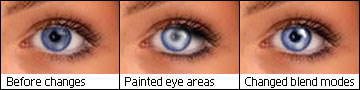 Before changes
Painted eye areas
Changed blend modes